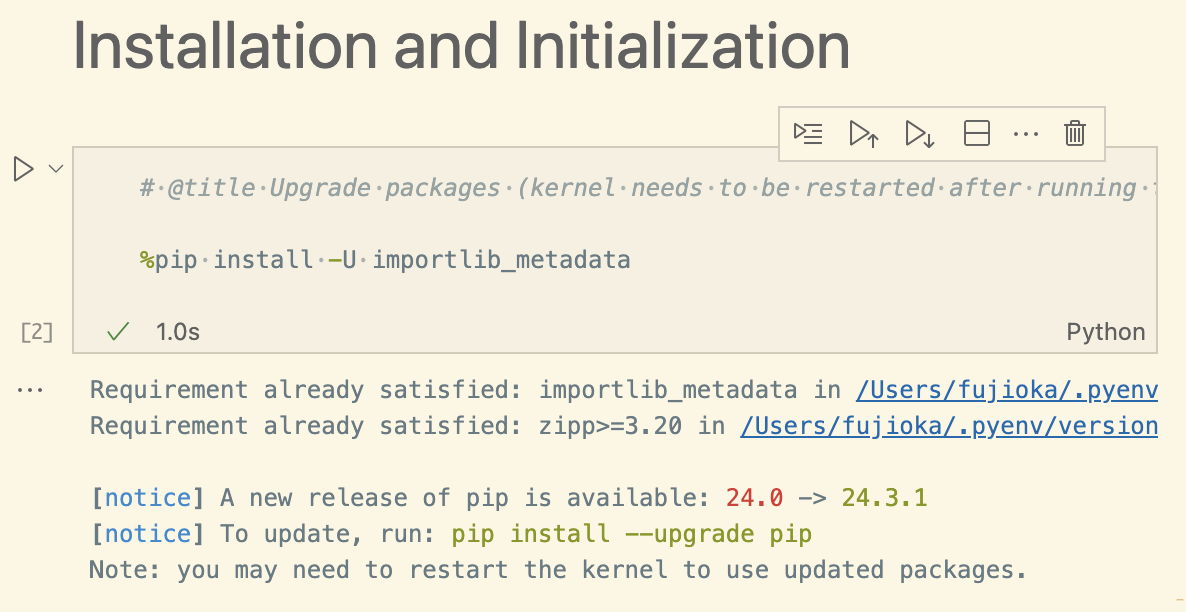 Installation and Initialization
# @title Upgrade packages (kernel needs to be restarted after running
%pip install -U importlib_metadata
[2]
1.0s
Python
Requirement already satisfied: importlib_metadata in /Users/fujioka/.pyenv
Requirement already satisfied: zipp>=3.20 in /Users/fujioka/.pyenv/version
[notice] A new release of pip is available: 24.0 -> 24.3.1
[notice] To update, run: pip install --upgrade pip
Note: you may need to restart the kernel to use updated packages.